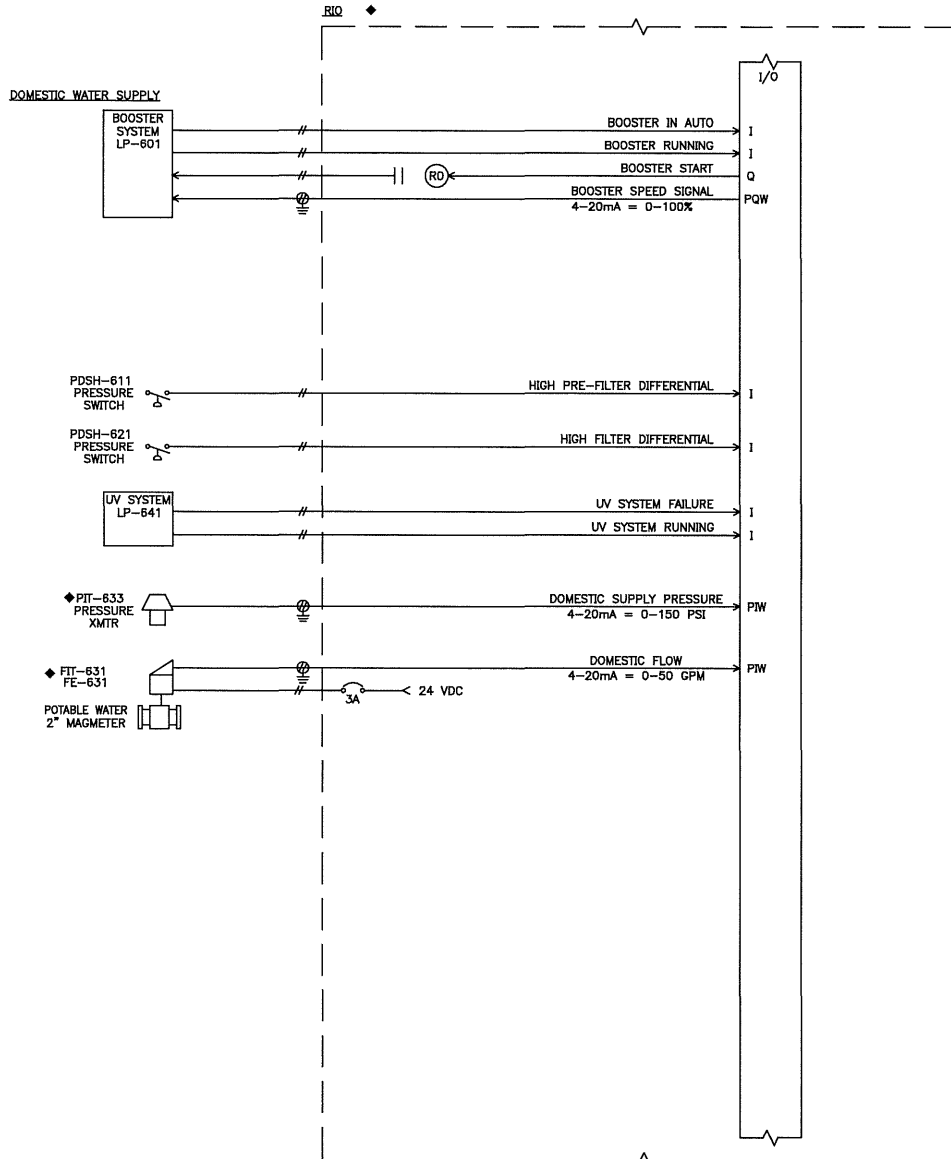 RIO ◆
I/O
DOMESTIC WATER SUPPLY
BOOSTER
SYSTEM
LP-601
BOOSTER IN AUTO
I
BOOSTER RUNNING
I
BOOSTER START
RO
Q
BOOSTER SPEED SIGNAL
4-20mA = 0-100%
PQW
PDSH-611
PRESSURE
SWITCH
HIGH PRE-FILTER DIFFERENTIAL
I
PDSH-621
PRESSURE
SWITCH
HIGH FILTER DIFFERENTIAL
I
UV SYSTEM
LP-641
UV SYSTEM FAILURE
I
UV SYSTEM RUNNING
I
◆ PIT-633
PRESSURE
XMTR
DOMESTIC SUPPLY PRESSURE
4-20mA = 0-150 PSI
PIW
◆ FIT-631
FE-631
DOMESTIC FLOW
4-20mA = 0-50 GPM
PIW
3A
24 VDC
POTABLE WATER
2" MAGMETER